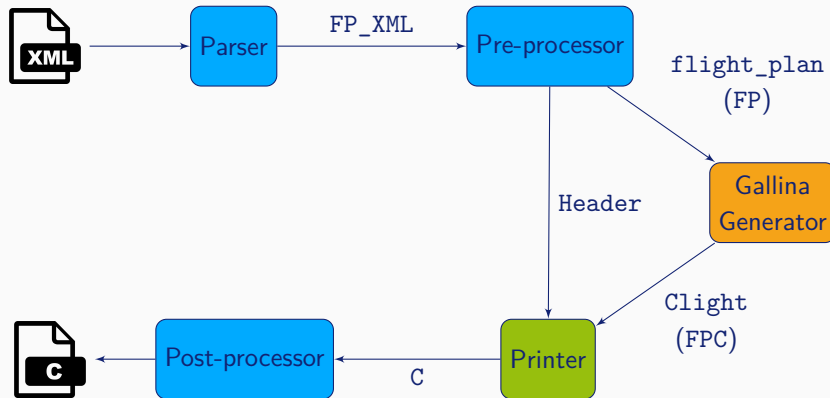 XML
Parser
FP_XML
Pre-processor
flight_plan
(FP)
Gallina
Generator
Header
Clight
(FPC)
Printer
C
Post-processor
C